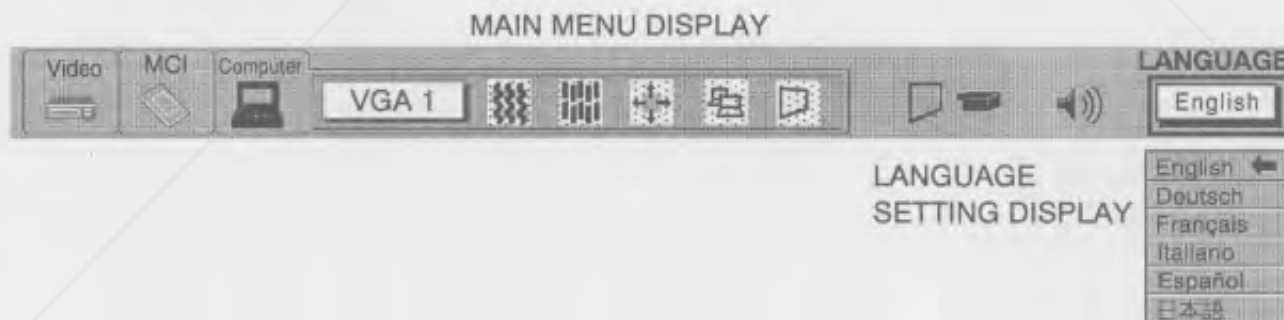 MAIN MENU DISPLAY
Video MCI Computer
VGA 1
LANGUAGE
English
LANGUAGE
SETTING DISPLAY
English
Deutsch
Français
Italiano
Español
日本語